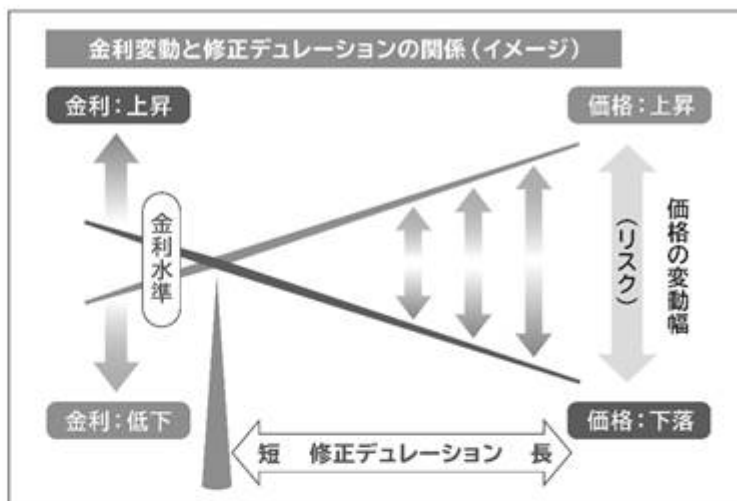 金利変動と修正デュレーションの関係（イメージ）
金利：上昇
価格：上昇
金利水準
価格の変動幅
（リスク）
金利：低下
価格：下落
短　修正デュレーション　長